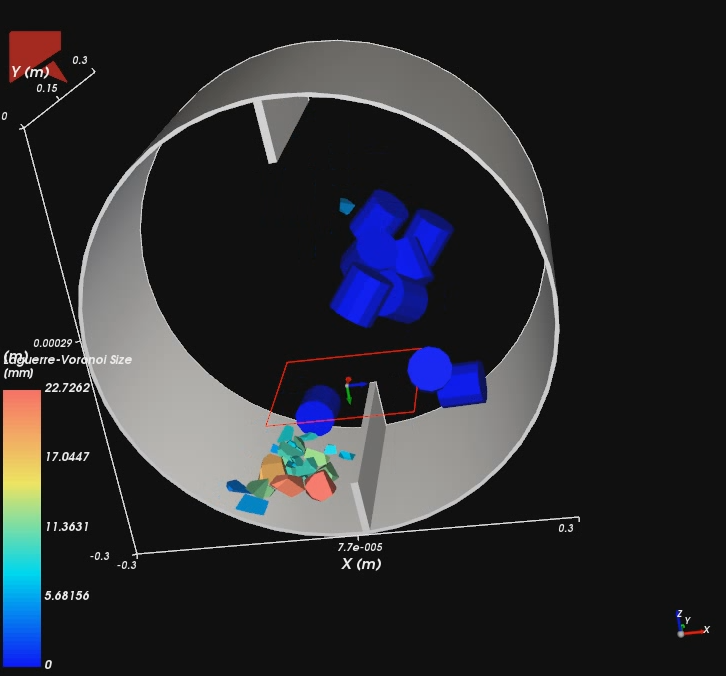 0.3
Y (m)
0.15
0
0.00029
(m)
Laguerre-Voronoi Size
(mm)
22.7262
17.0447
11.3631
5.68156
0
-0.3
-0.3
7.7e-005
X (m)
0.3
Z
Y
X